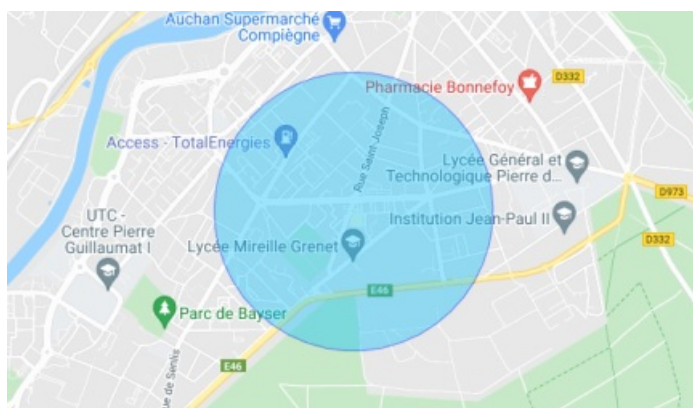 Auchan Supermarché
Compiègne
Pharmacie Bonnefoy
D332
Access - TotalEnergies
Rue Saint-Joseph
Lycée Général et
Technologique Pierre d...
D973
UTC -
Centre Pierre
Guillaumat I
Institution Jean-Paul II
Lycée Mireille Grenet
D332
E46
Parc de Bayser
E46
ue de Senlis